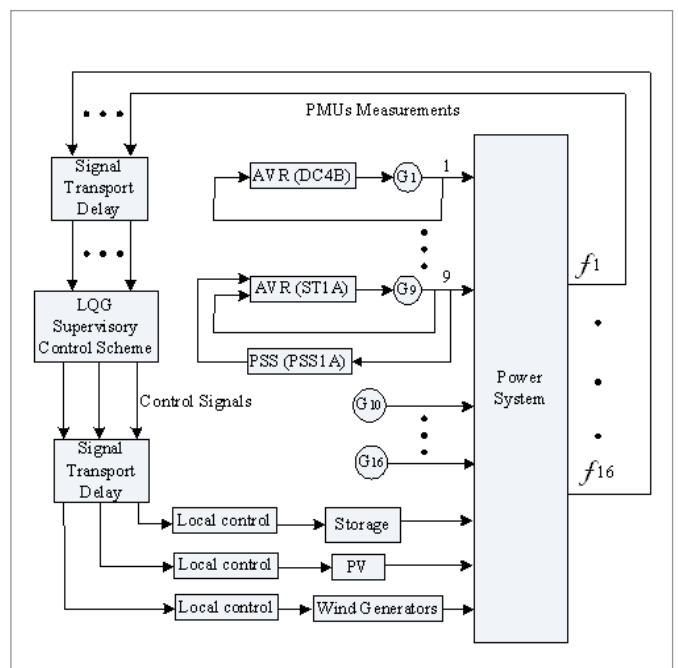 PMUs Measurements
Signal
Transport
Delay
AVR (DC4B)
G1
1
AVR (ST1A)
G9
9
PSS (PSS1A)
LQG
Supervisory
Control Scheme
Control Signals
G10
G16
Power
System
f1
f16
Signal
Transport
Delay
Local control
Storage
Local control
PV
Local control
Wind Generators